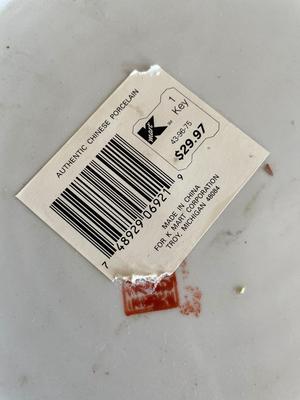 AUTHENTIC CHINESE PORCELAIN
Kmart
1
Key
43-96-75
$29.97
7 48929 06921 9
MADE IN CHINA
FOR K MART CORPORATION
TROY, MICHIGAN 48084